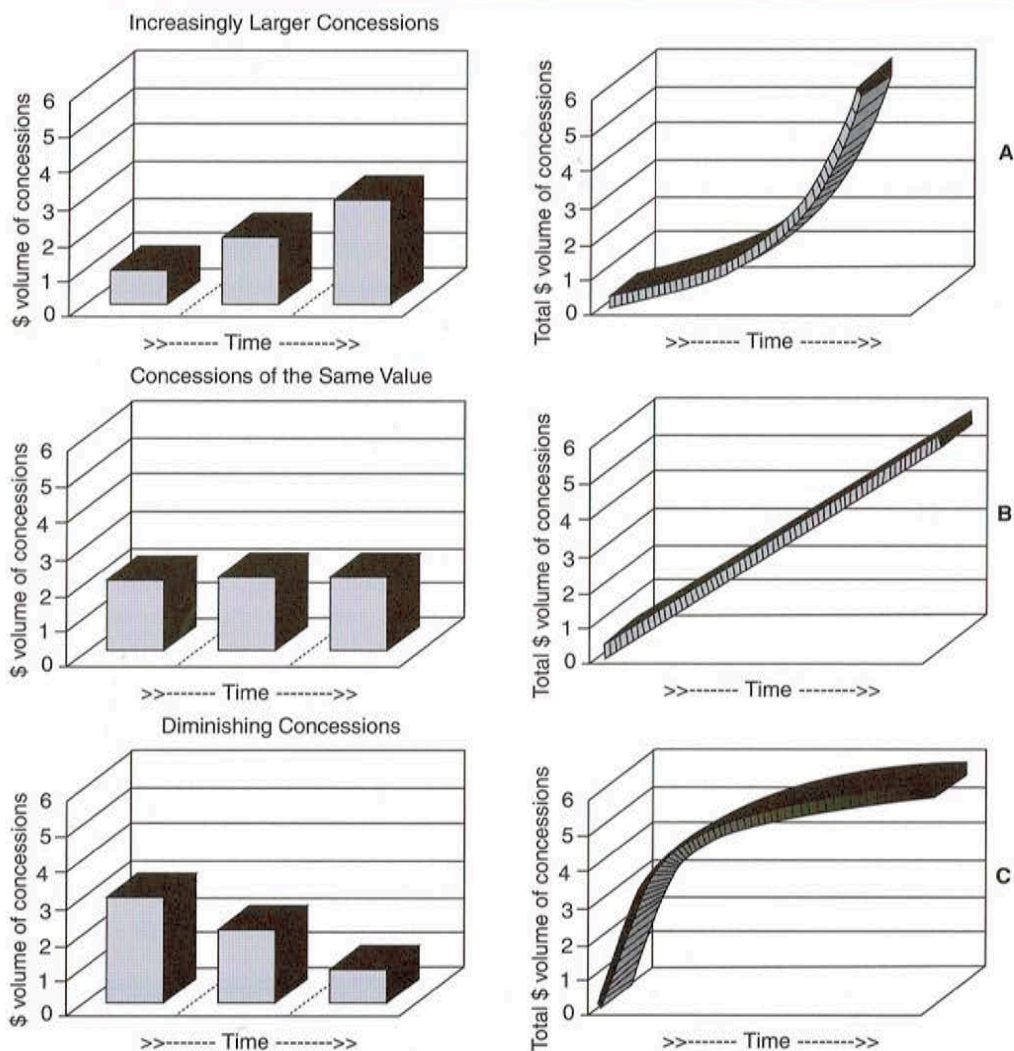 Increasingly Larger Concessions
$ volume of concessions
6
5
4
3
2
1
0
>>------- Time -------->>
Total $ volume of concessions
6
5
4
3
2
1
0
>>------- Time -------->>
A
Concessions of the Same Value
$ volume of concessions
6
5
4
3
2
1
0
>>------- Time -------->>
Total $ volume of concessions
6
5
4
3
2
1
0
>>------- Time -------->>
B
Diminishing Concessions
$ volume of concessions
6
5
4
3
2
1
0
>>------- Time -------->>
Total $ volume of concessions
6
5
4
3
2
1
0
>>------- Time -------->>
C